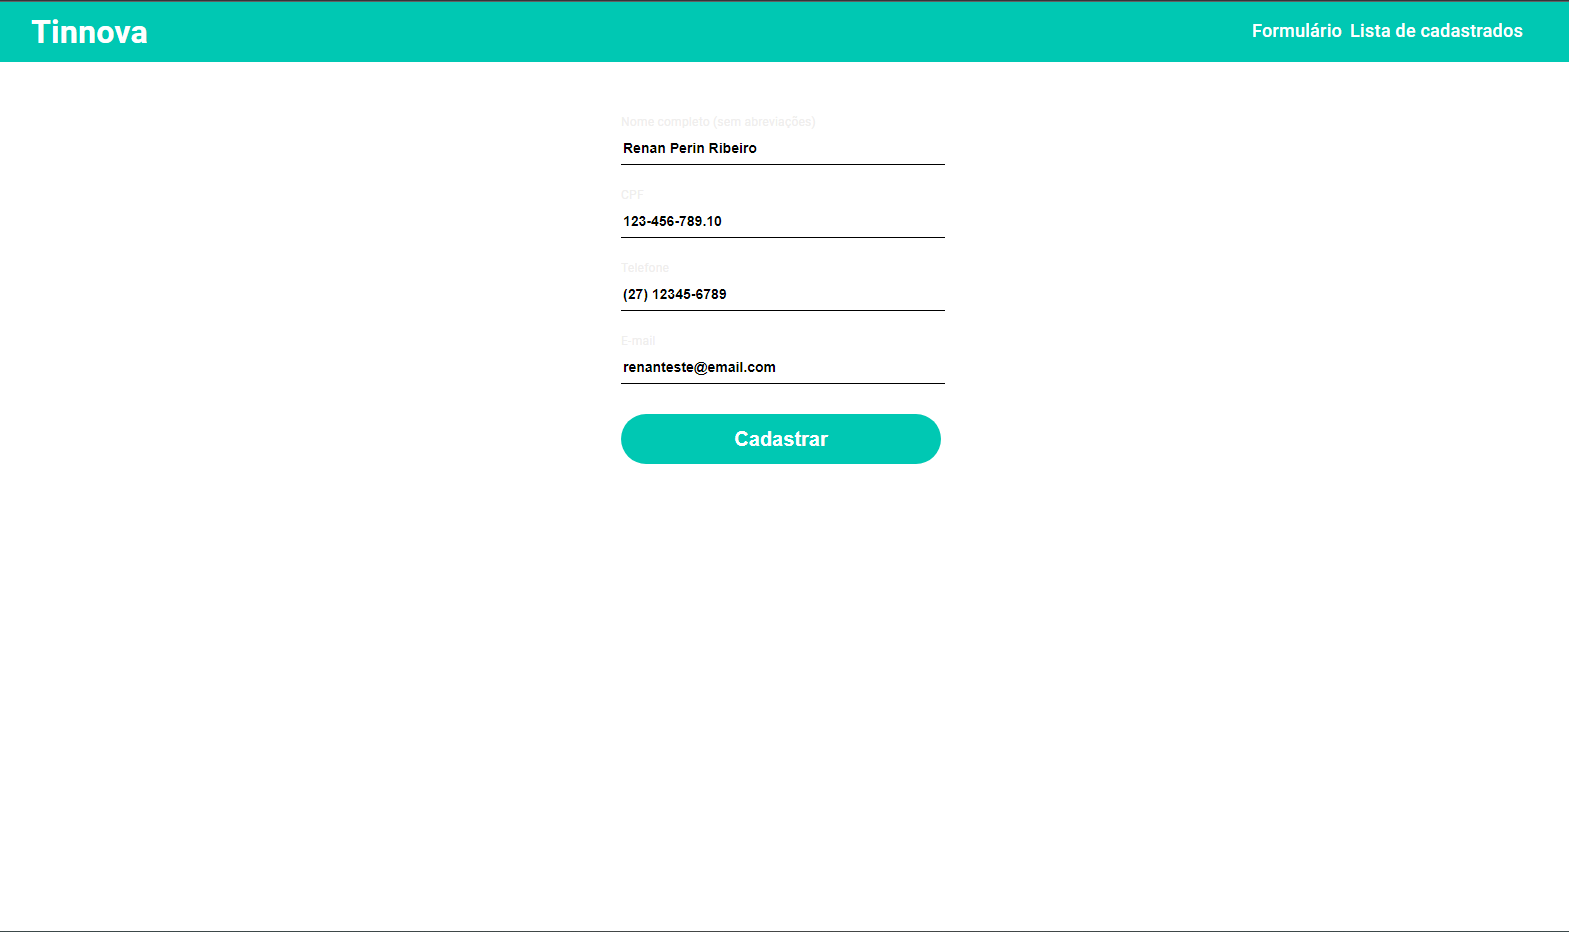 Tinnova
Formulário Lista de cadastrados
Nome completo (sem abreviações)
Renan Perin Ribeiro
CPF
123-456-789.10
Telefone
(27) 12345-6789
E-mail
renanteste@email.com
Cadastrar